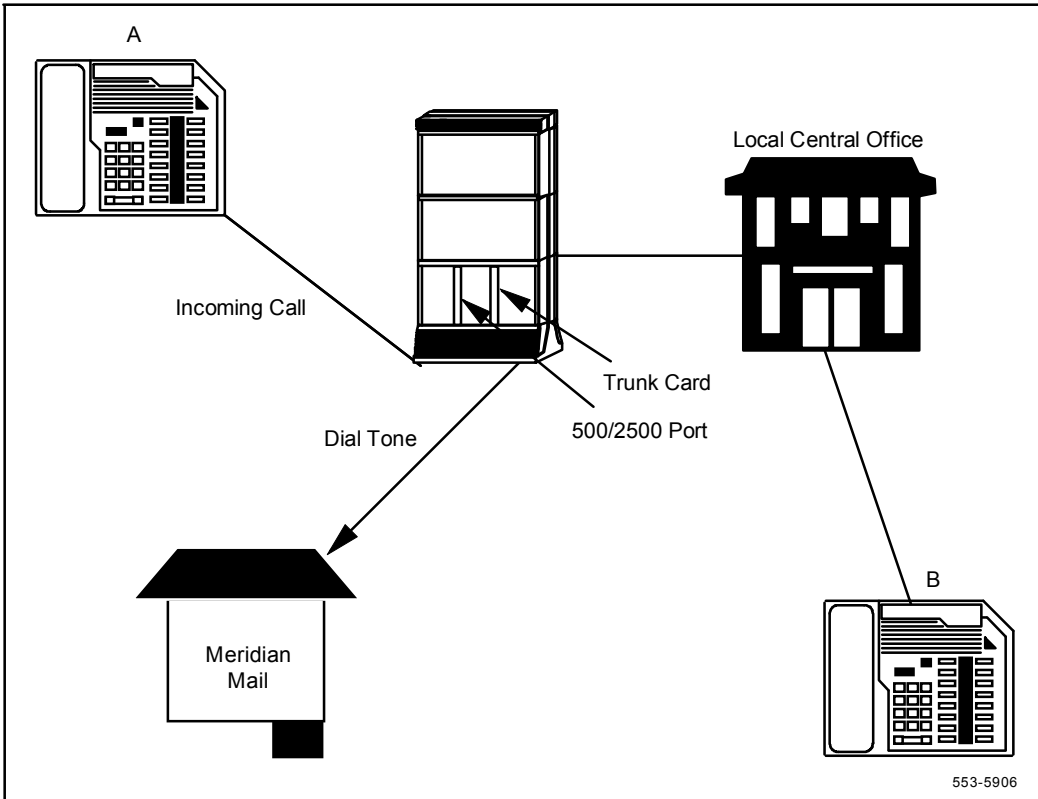 A
Local Central Office
Incoming Call
Trunk Card
500/2500 Port
Dial Tone
B
Meridian
Mail
553-5906